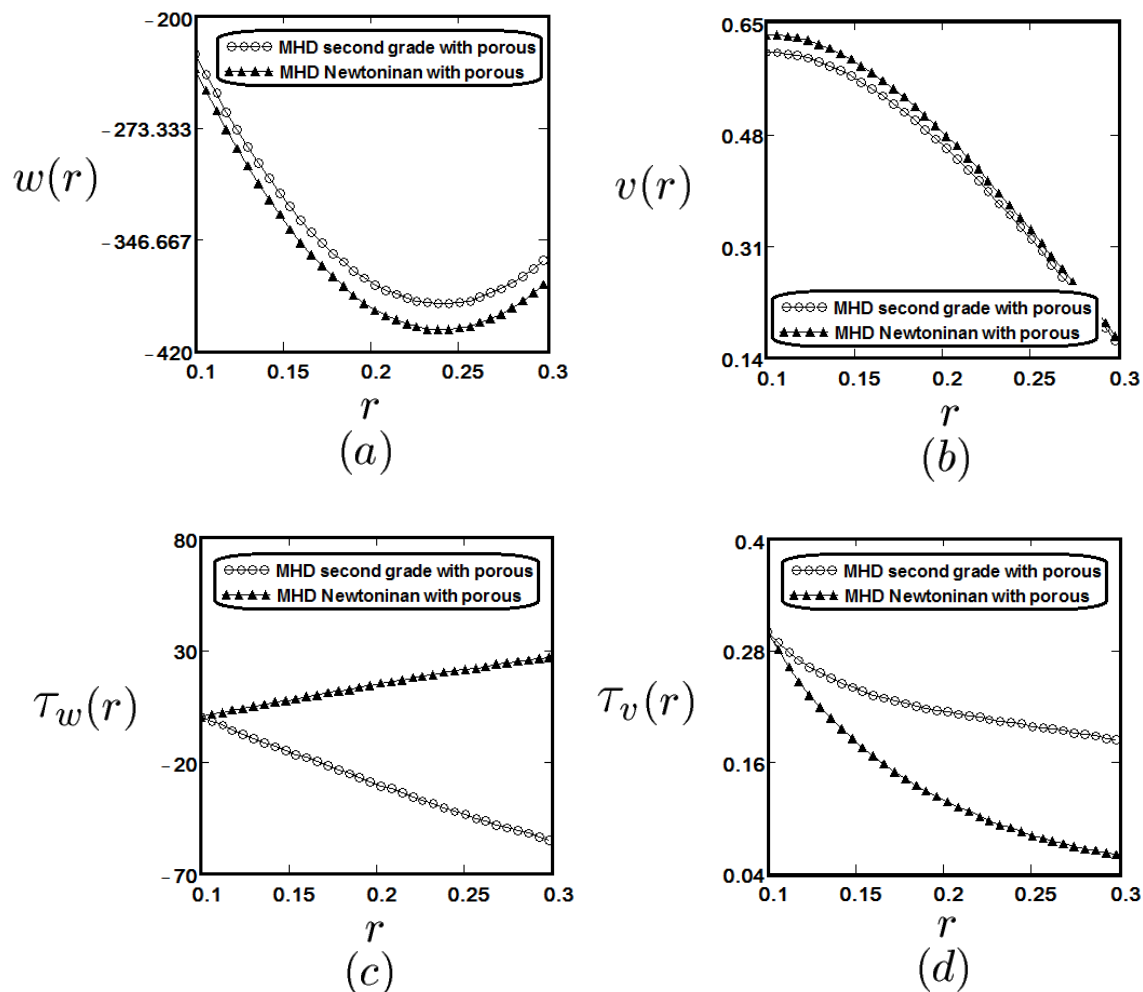 -200
MHD second grade with porous
MHD Newtoninan with porous
-273.333
w(r)
-346.667
-420
0.1 0.15 0.2 0.25 0.3
r
(a)
0.65
0.48
v(r)
0.31
MHD second grade with porous
MHD Newtoninan with porous
0.14
0.1 0.15 0.2 0.25 0.3
r
(b)
80
MHD second grade with porous
MHD Newtoninan with porous
30
τw(r)
-20
-70
0.1 0.15 0.2 0.25 0.3
r
(c)
0.4
MHD second grade with porous
MHD Newtoninan with porous
0.28
τv(r)
0.16
0.04
0.1 0.15 0.2 0.25 0.3
r
(d)